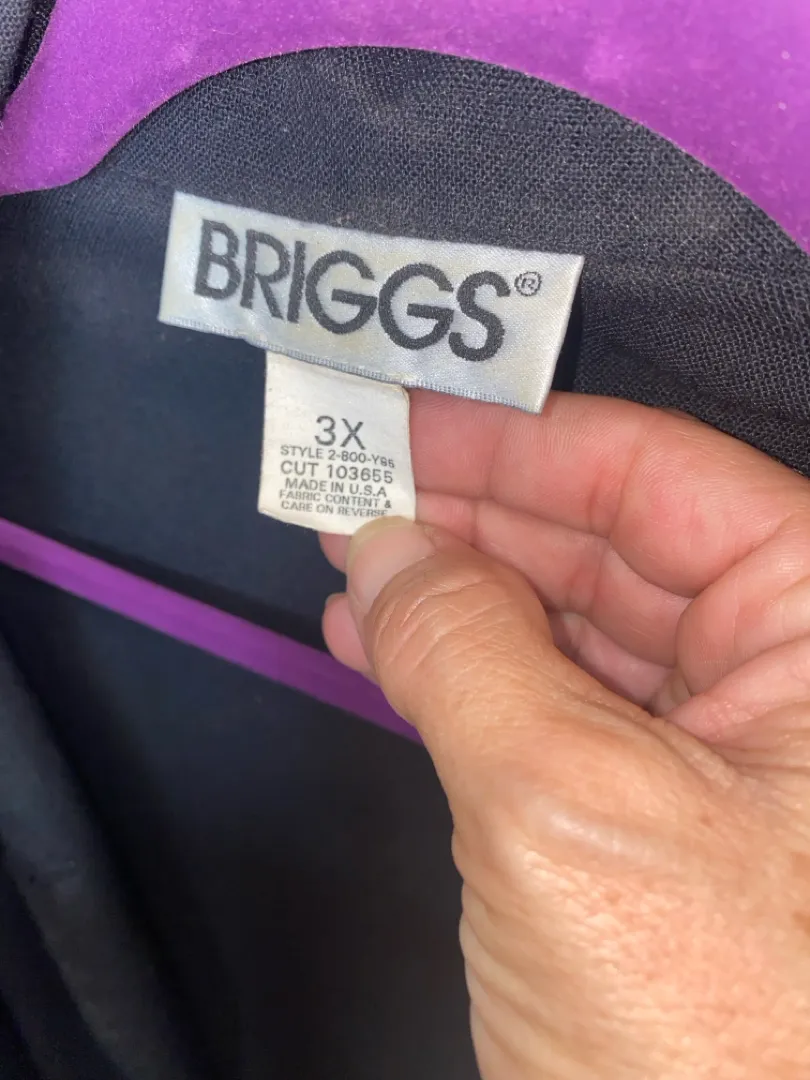 BRIGGS®
3X
STYLE 2-800-Y85
CUT 103655
MADE IN U.S.A
FABRIC CONTENT &
CARE ON REVERSE